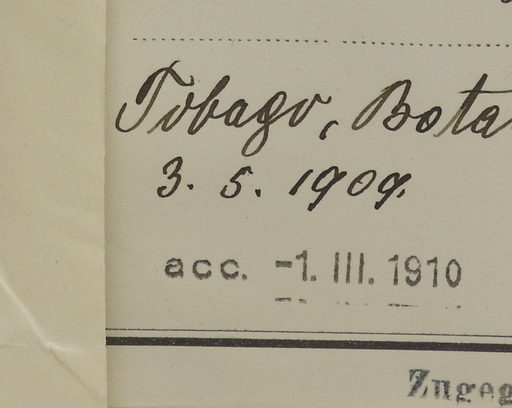 Tobago, Bota
3. 5. 1909.
acc. -1. III. 1910
Zugeg